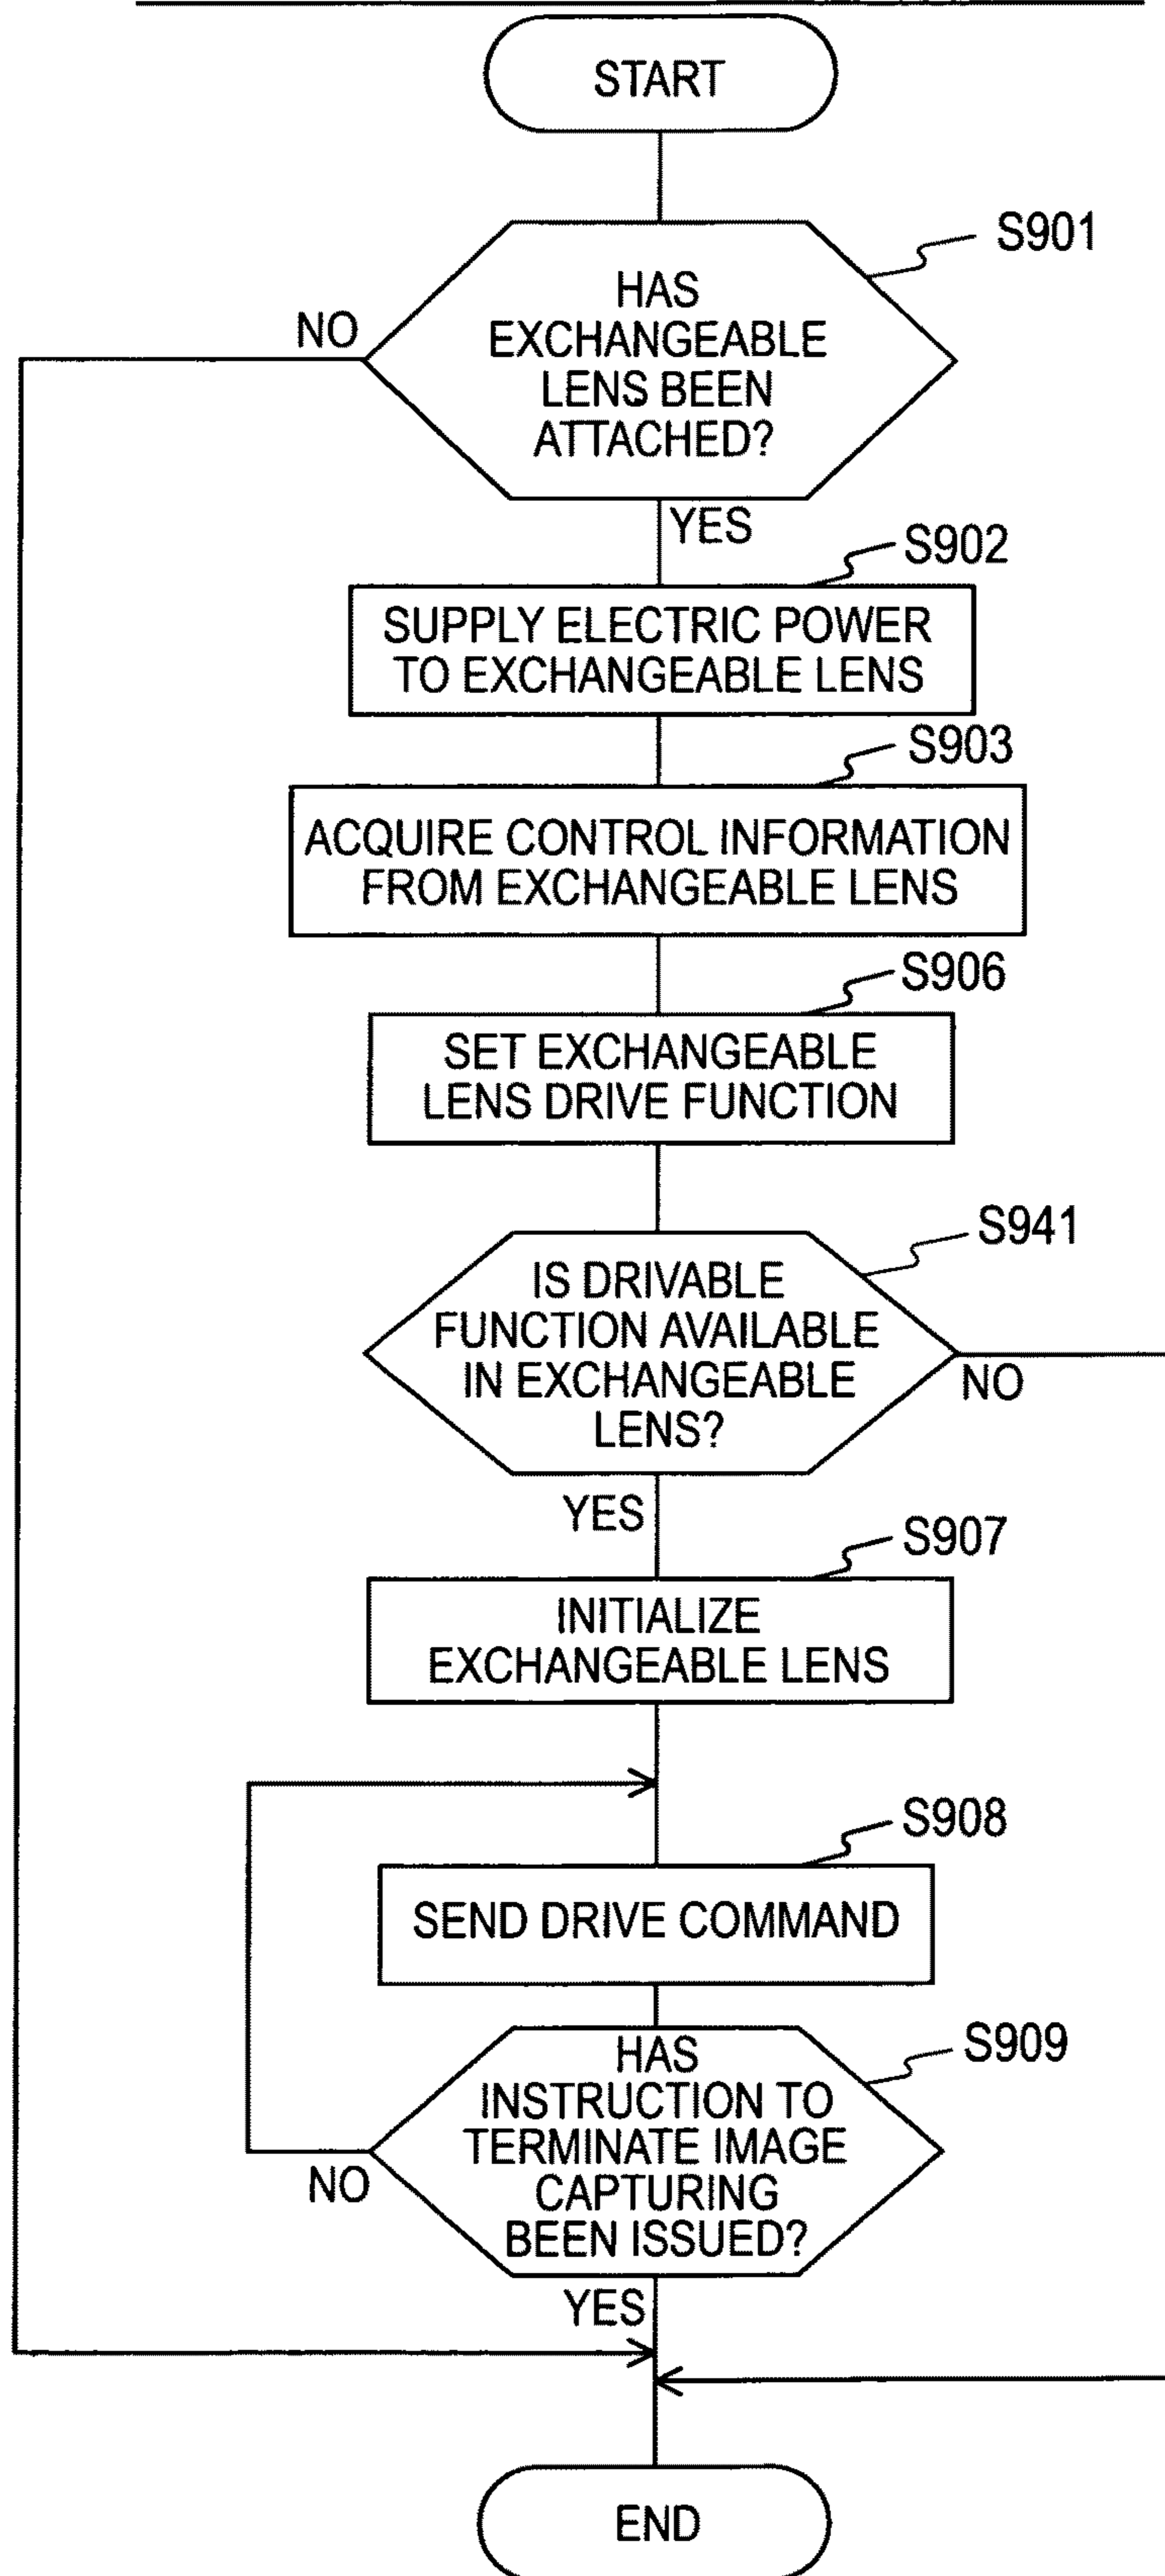 START
S901
HAS
EXCHANGEABLE
LENS BEEN
ATTACHED?
NO
YES
S902
SUPPLY ELECTRIC POWER
TO EXCHANGEABLE LENS
S903
ACQUIRE CONTROL INFORMATION
FROM EXCHANGEABLE LENS
S906
SET EXCHANGEABLE
LENS DRIVE FUNCTION
S941
IS DRIVABLE
FUNCTION AVAILABLE
IN EXCHANGEABLE
LENS?
NO
YES
S907
INITIALIZE
EXCHANGEABLE LENS
S908
SEND DRIVE COMMAND
S909
HAS
INSTRUCTION TO
TERMINATE IMAGE
CAPTURING
BEEN ISSUED?
NO
YES
END